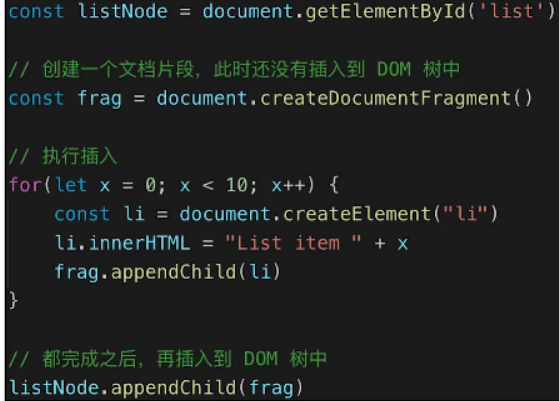 const listNode = document.getElementById('list')
// 创建一个文档片段，此时还没有插入到 DOM 树中
const frag = document.createDocumentFragment()
// 执行插入
for(let x = 0; x < 10; x++) {
    const li = document.createElement("li")
    li.innerHTML = "List item " + x
    frag.appendChild(li)
}
// 都完成之后，再插入到 DOM 树中
listNode.appendChild(frag)